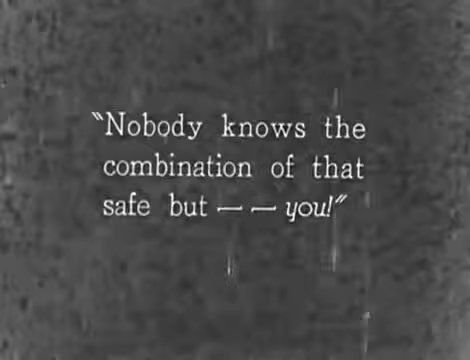 "Nobody knows the
combination of that
safe but — — you!"